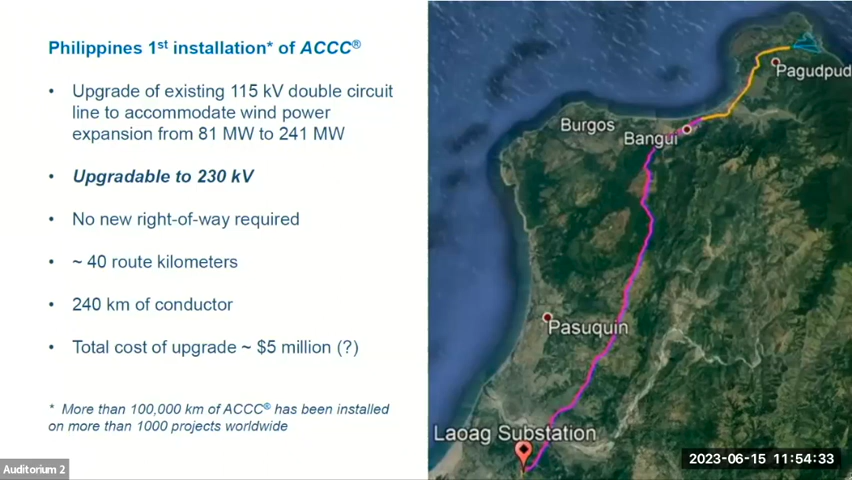 Philippines 1st installation* of ACCC®
• Upgrade of existing 115 kV double circuit
line to accommodate wind power
expansion from 81 MW to 241 MW
• Upgradable to 230 kV
• No new right-of-way required
• ~ 40 route kilometers
• 240 km of conductor
• Total cost of upgrade ~ $5 million (?)
* More than 100,000 km of ACCC® has been installed
on more than 1000 projects worldwide
Auditorium 2
Pagudpud
Burgos
Bangui
Pasuquin
Laoag Substation
2023-06-15 11:54:33